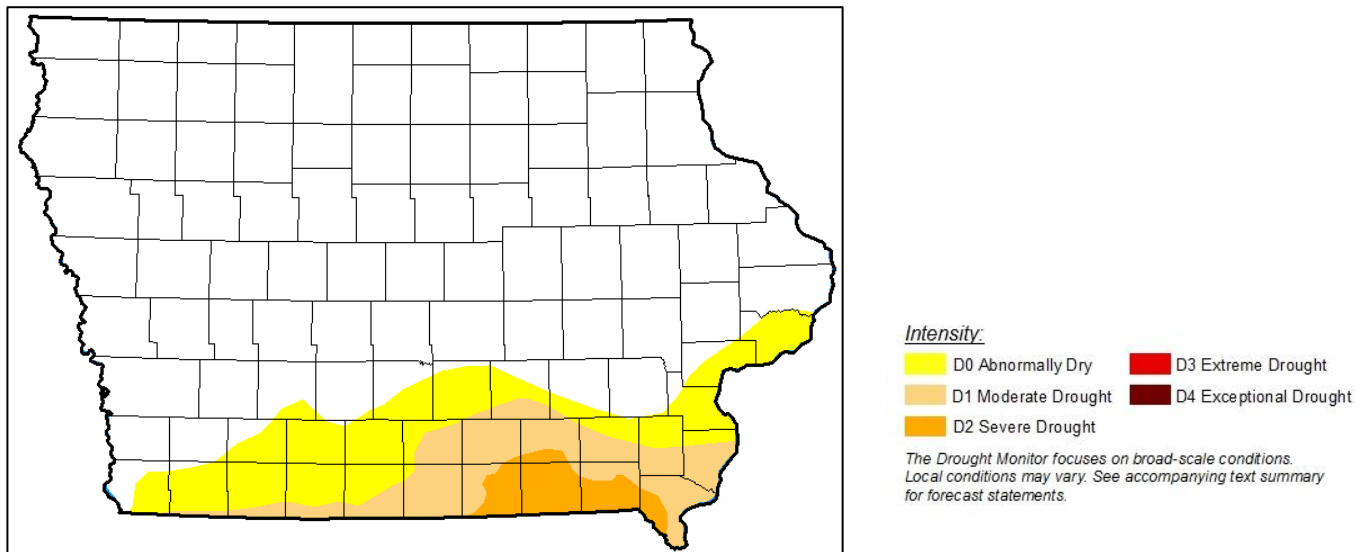 Intensity:
D0 Abnormally Dry
D3 Extreme Drought
D1 Moderate Drought
D4 Exceptional Drought
D2 Severe Drought
The Drought Monitor focuses on broad-scale conditions.
Local conditions may vary. See accompanying text summary
for forecast statements.